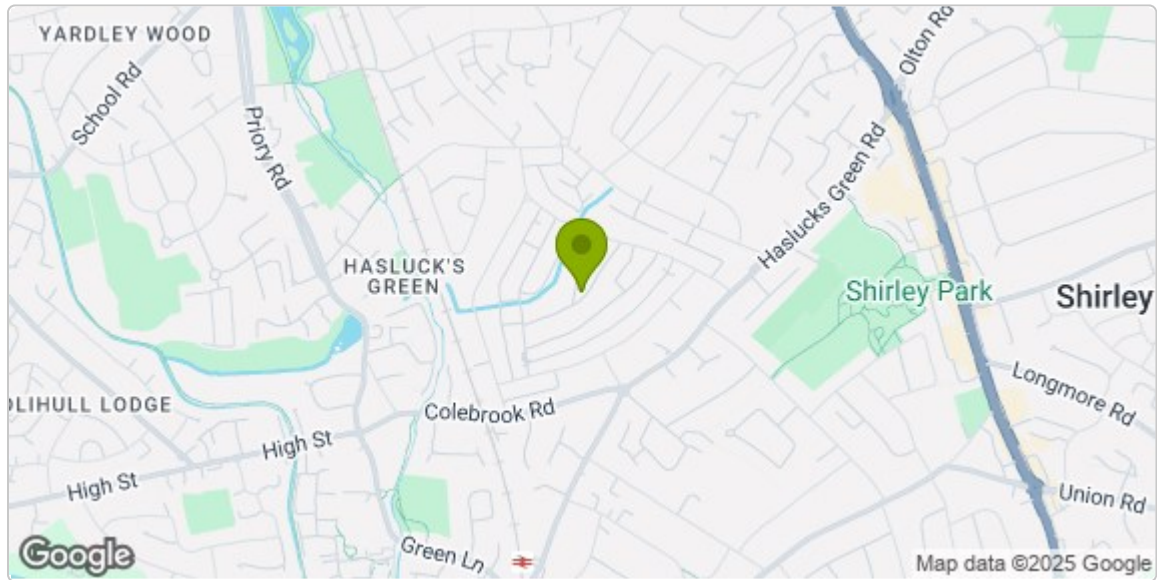 YARDLEY WOOD
School Rd
Priory Rd
Olton Rd
Haslucks Green Rd
HASLUCK'S
GREEN
Shirley Park
Shirley
OLIHULL LODGE
Colebrook Rd
Longmore Rd
High St
High St
Union Rd
Green Ln
Google
Map data ©2025 Google